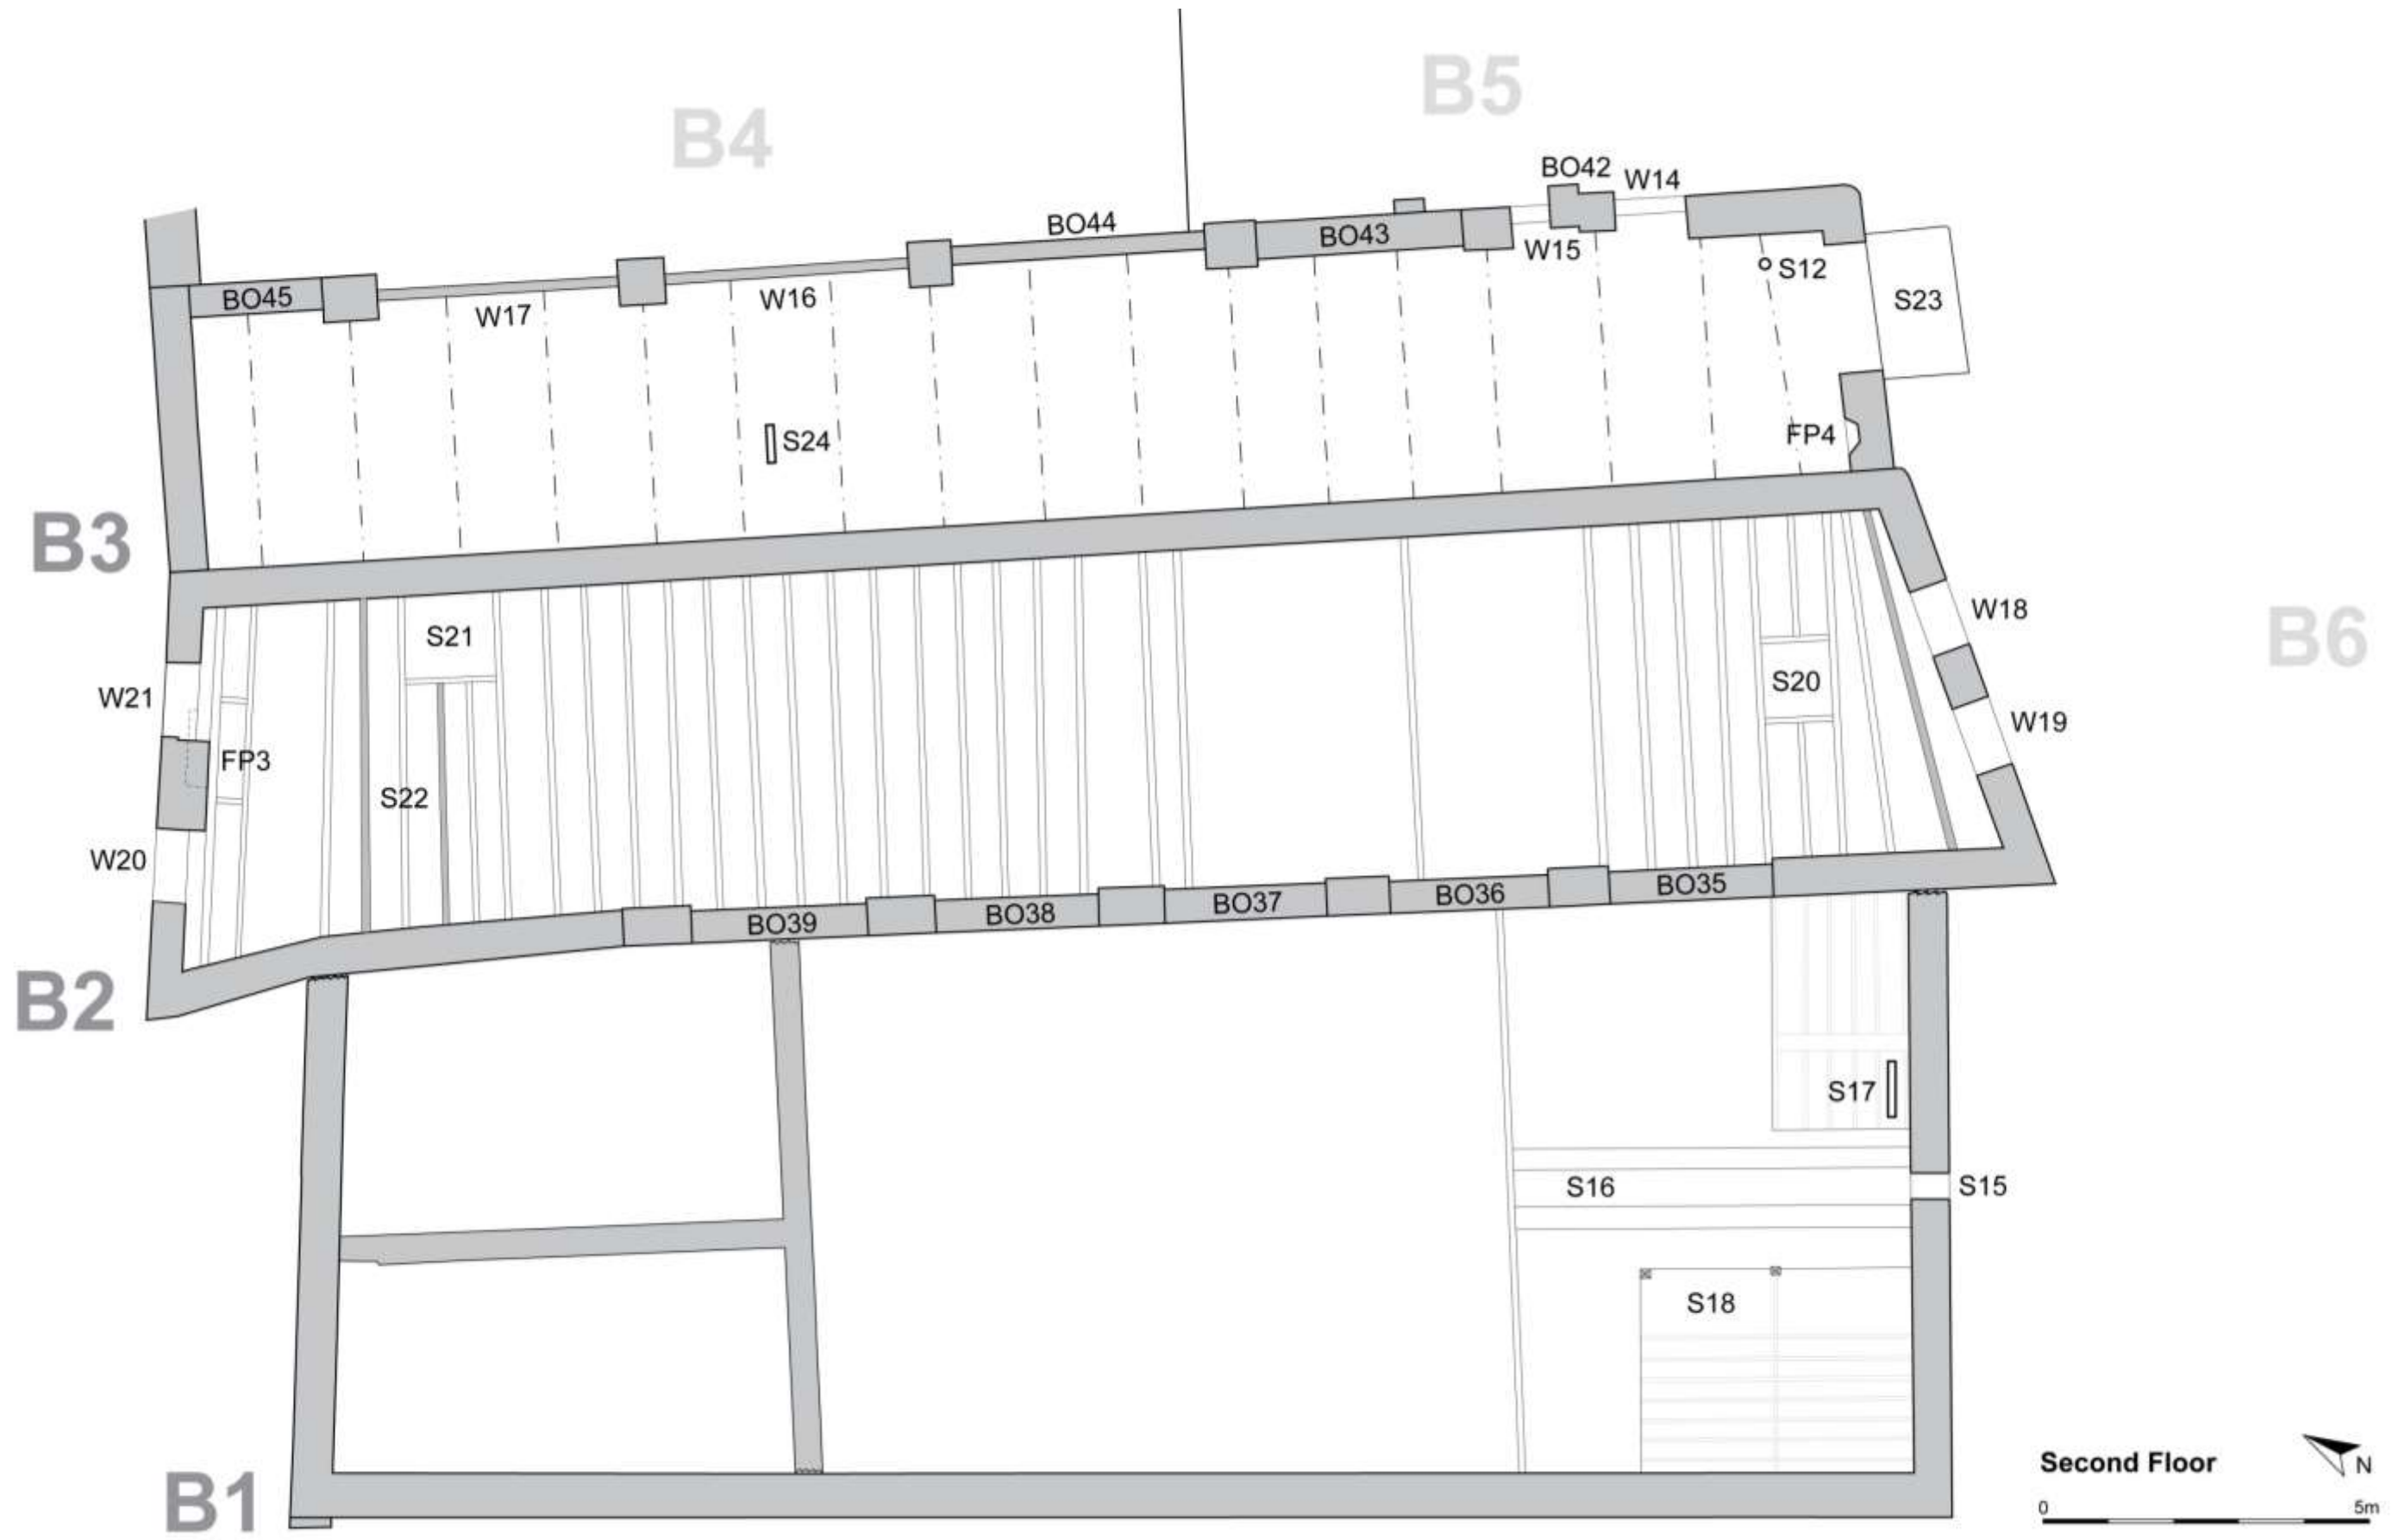 B5
B4
BO42
W14
BO44
BO43
W15
S12
BO45
W16
W17
S23
S24
FP4
B3
W18
S21
B6
S20
W21
W19
FP3
S22
W20
BO35
BO36
BO37
BO38
BO39
B2
S17
S16
S15
S18
B1
Second Floor
N
0 5m